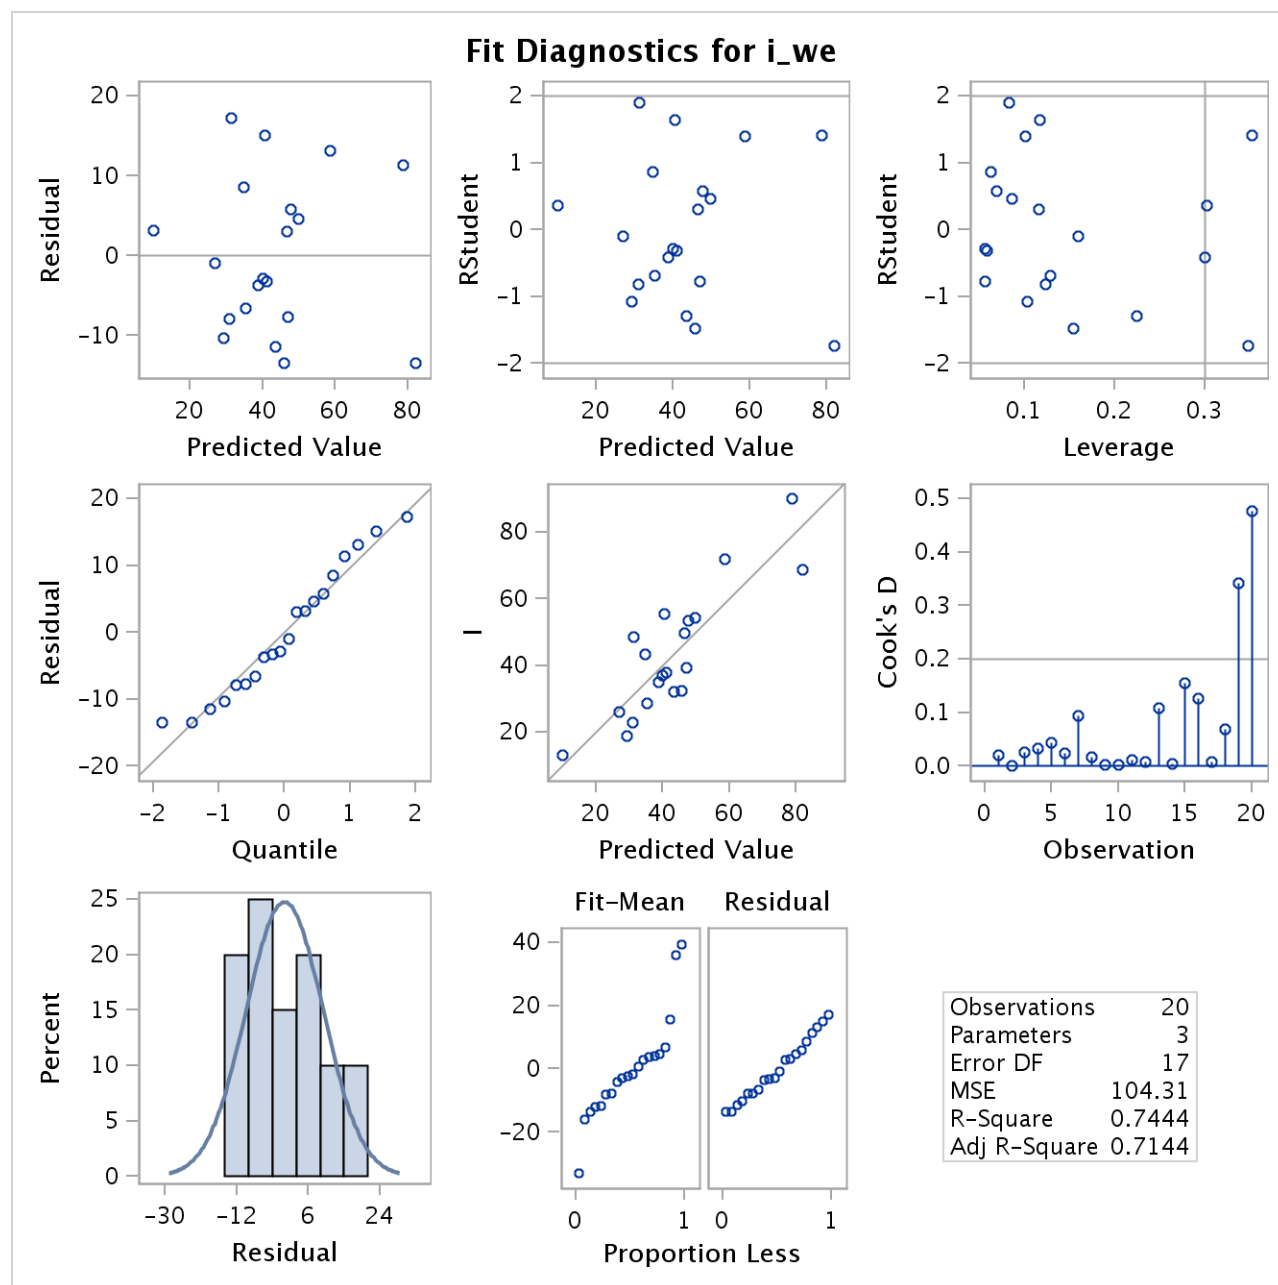 Fit Diagnostics for i_we
20
10
0
−10
Residual
20 40 60 80
Predicted Value
2
1
0
−1
−2
RStudent
20 40 60 80
Predicted Value
2
1
0
−1
−2
RStudent
0.1 0.2 0.3
Leverage
20
10
0
−10
−20
Residual
−2 −1 0 1 2
Quantile
80
60
40
20
I
20 40 60 80
Predicted Value
0.5
0.4
0.3
0.2
0.1
0.0
Cook's D
0 5 10 15 20
Observation
25
20
15
10
5
0
Percent
−30 −12 6 24
Residual
Fit−Mean Residual
40
20
0
−20
0 1 0 1
Proportion Less
Observations 20
Parameters 3
Error DF 17
MSE 104.31
R−Square 0.7444
Adj R−Square 0.7144